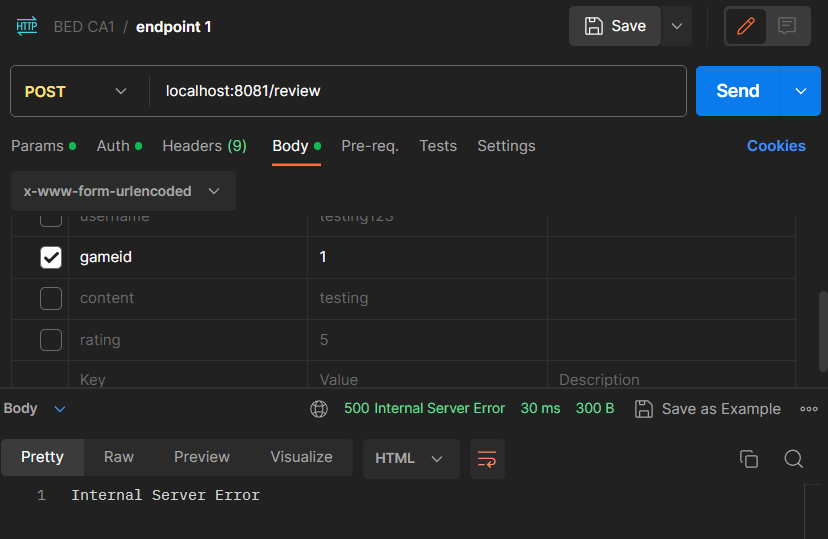 HTTP BED CA1 / endpoint 1 Save
POST localhost:8081/review Send
Params Auth Headers (9) Body Pre-req. Tests Settings Cookies
x-www-form-urlencoded
username testing123
gameid 1
content testing
rating 5
Key Value Description
Body 500 Internal Server Error 30 ms 300 B Save as Example
Pretty Raw Preview Visualize HTML
1 Internal Server Error